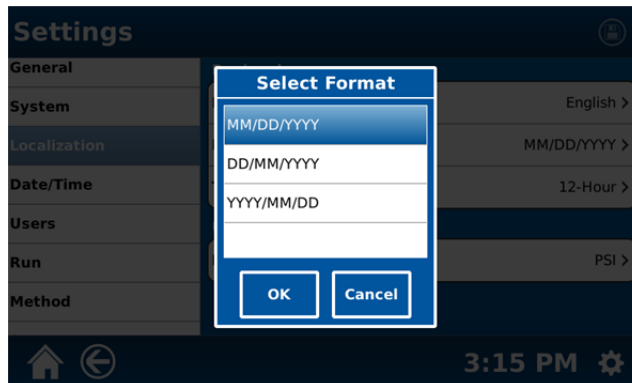 Settings
General
System
Localization
Date/Time
Users
Run
Method
English >
MM/DD/YYYY >
12-Hour >
PSI >
Select Format
MM/DD/YYYY
DD/MM/YYYY
YYYY/MM/DD
OK
Cancel
3:15 PM